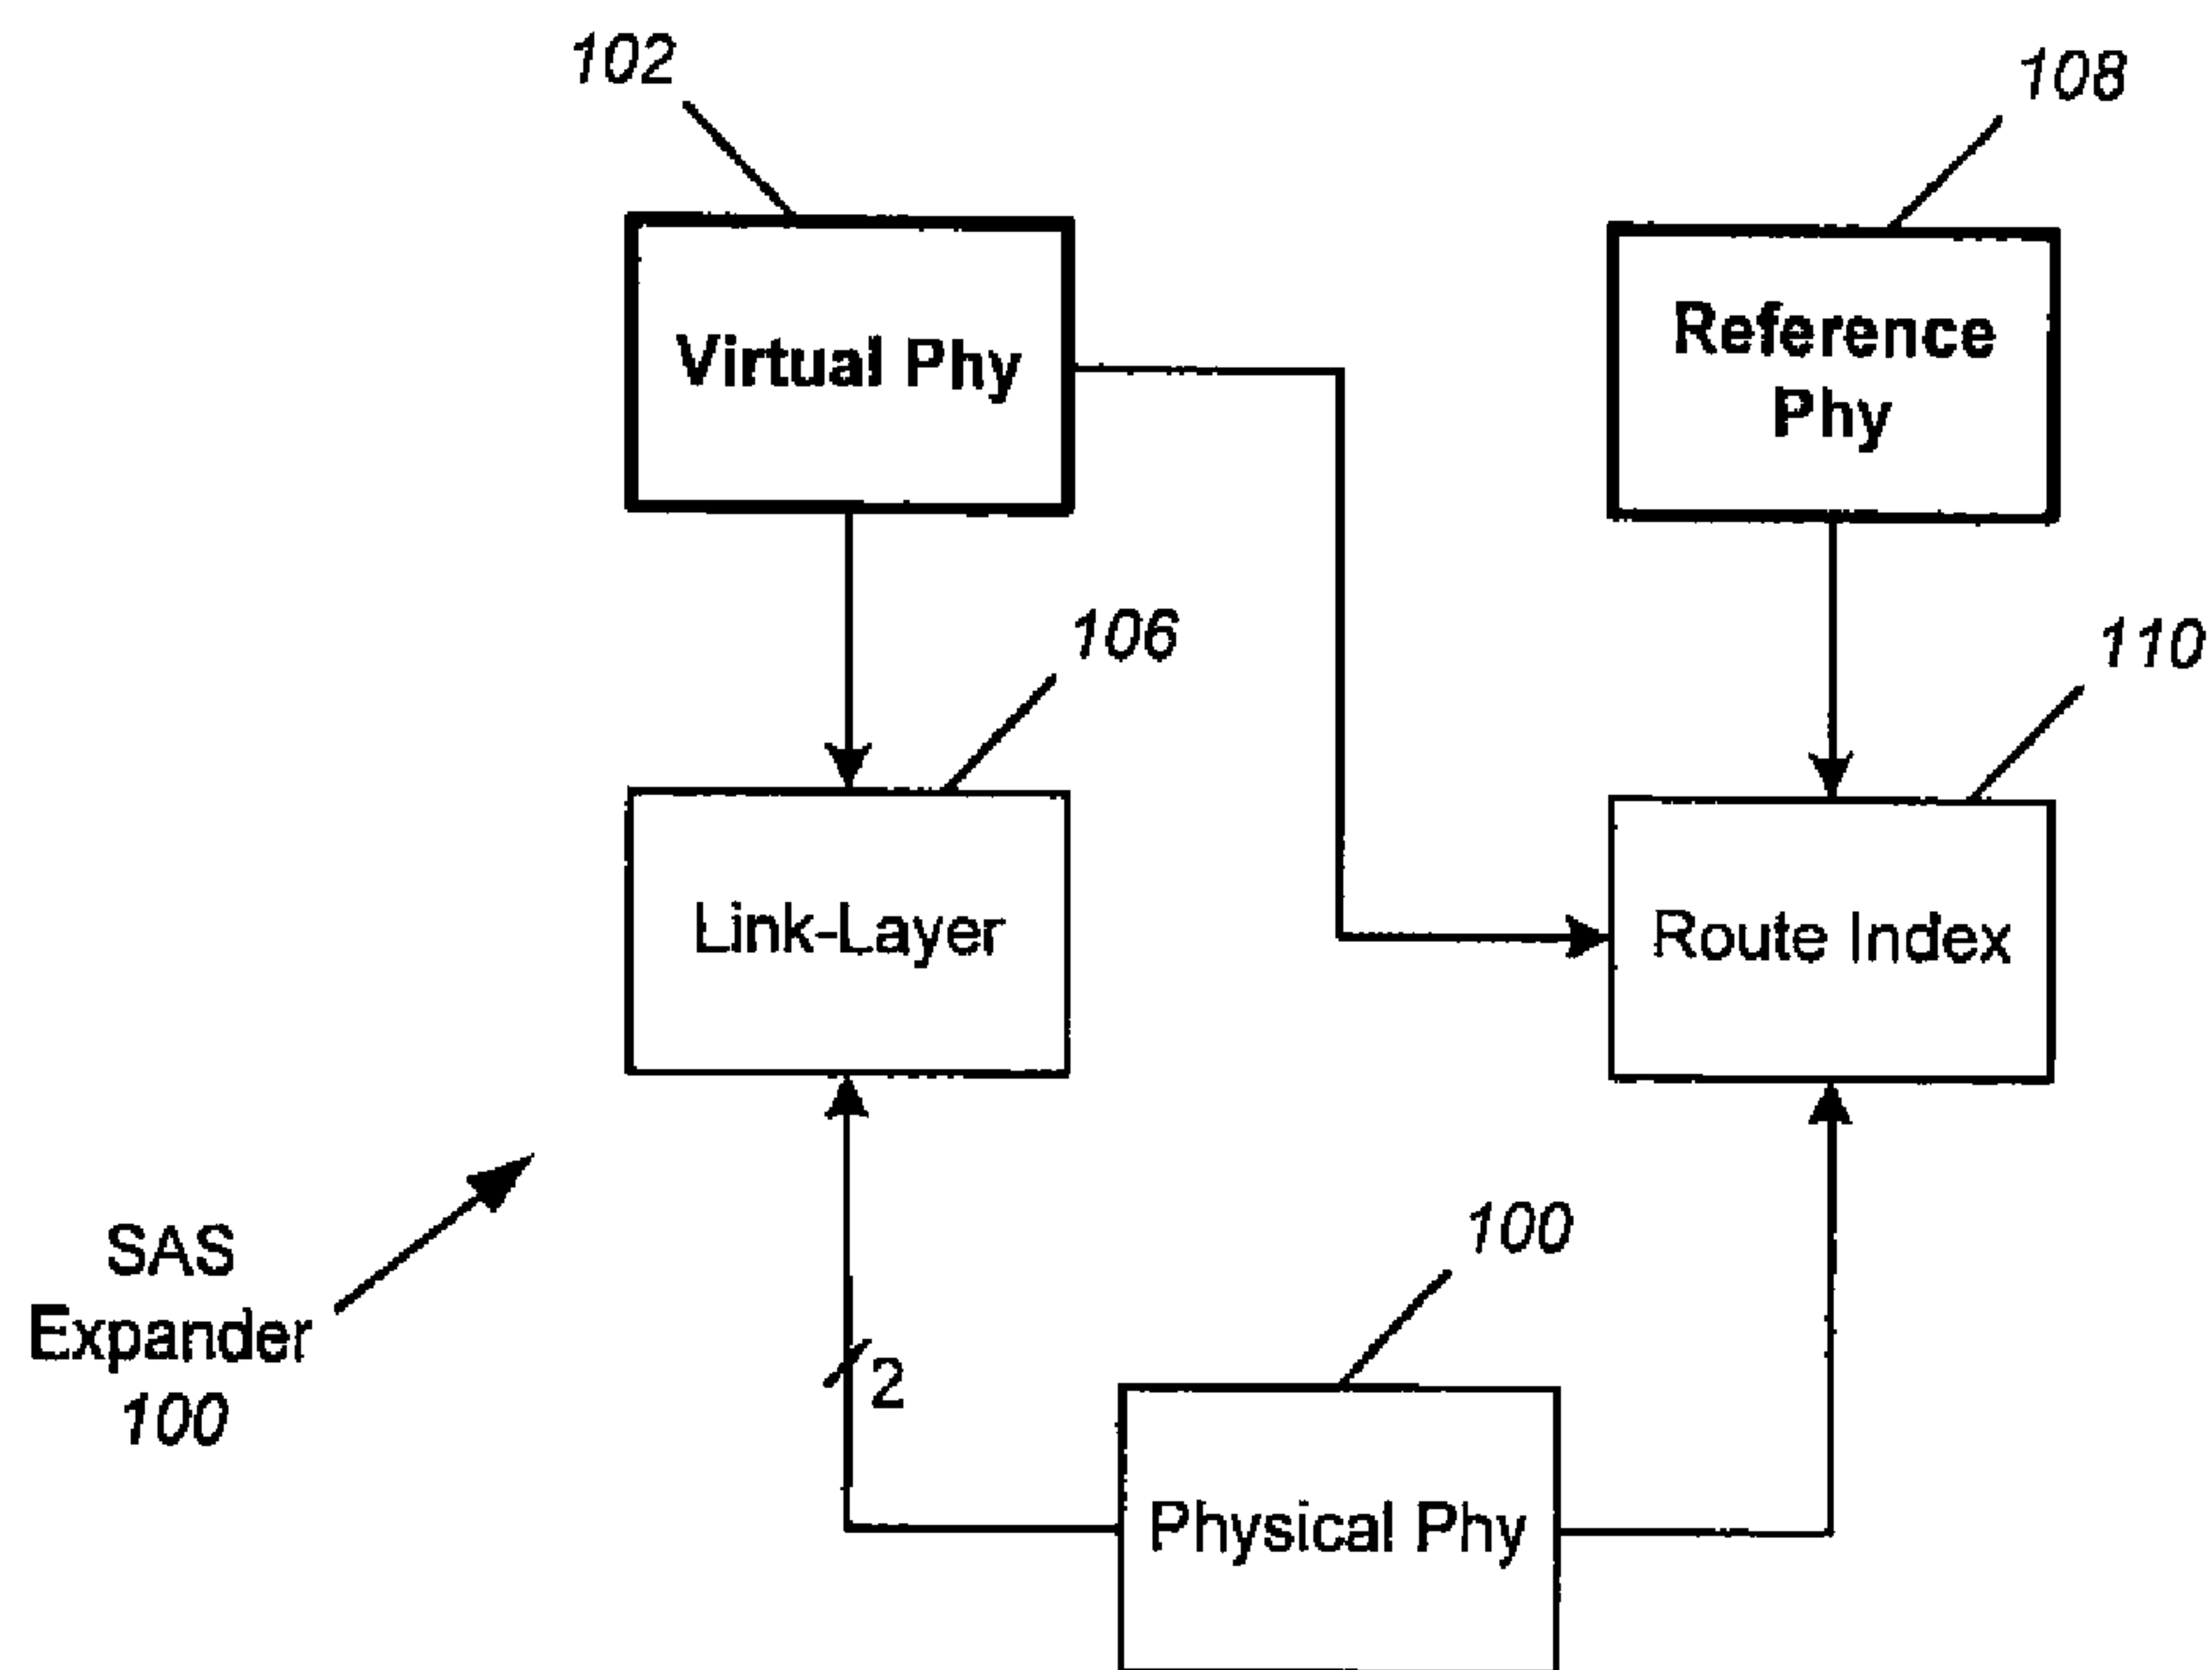 102
108
Virtual Phy
Reference
Phy
106
110
Link-Layer
Route Index
100
SAS
Expander
100
2
Physical Phy